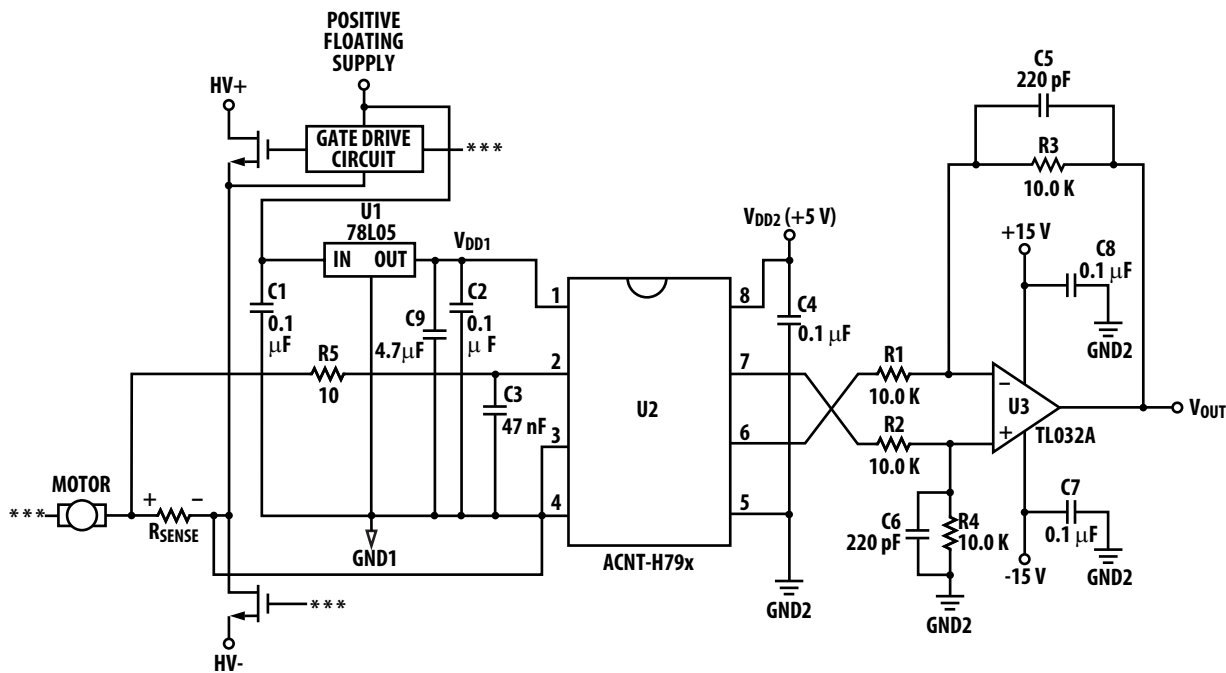 POSITIVE
FLOATING
SUPPLY
HV+
GATE DRIVE
CIRCUIT
***
U1
78L05
IN OUT
VDD1
C1
0.1
μF
C9
4.7μF
C2
0.1
μ F
R5
10
C3
47 nF
MOTOR
***
+ −
RSENSE
GND1
***
HV-
1
2
3
4
U2
8
7
6
5
ACNT-H79x
VDD2 (+5 V)
C4
0.1 μF
GND2
R1
10.0 K
R2
10.0 K
C5
220 pF
R3
10.0 K
+15 V
C8
0.1 μF
GND2
−
U3
+
TL032A
VOUT
C6
220 pF
R4
10.0 K
GND2
C7
0.1 μF
GND2
-15 V